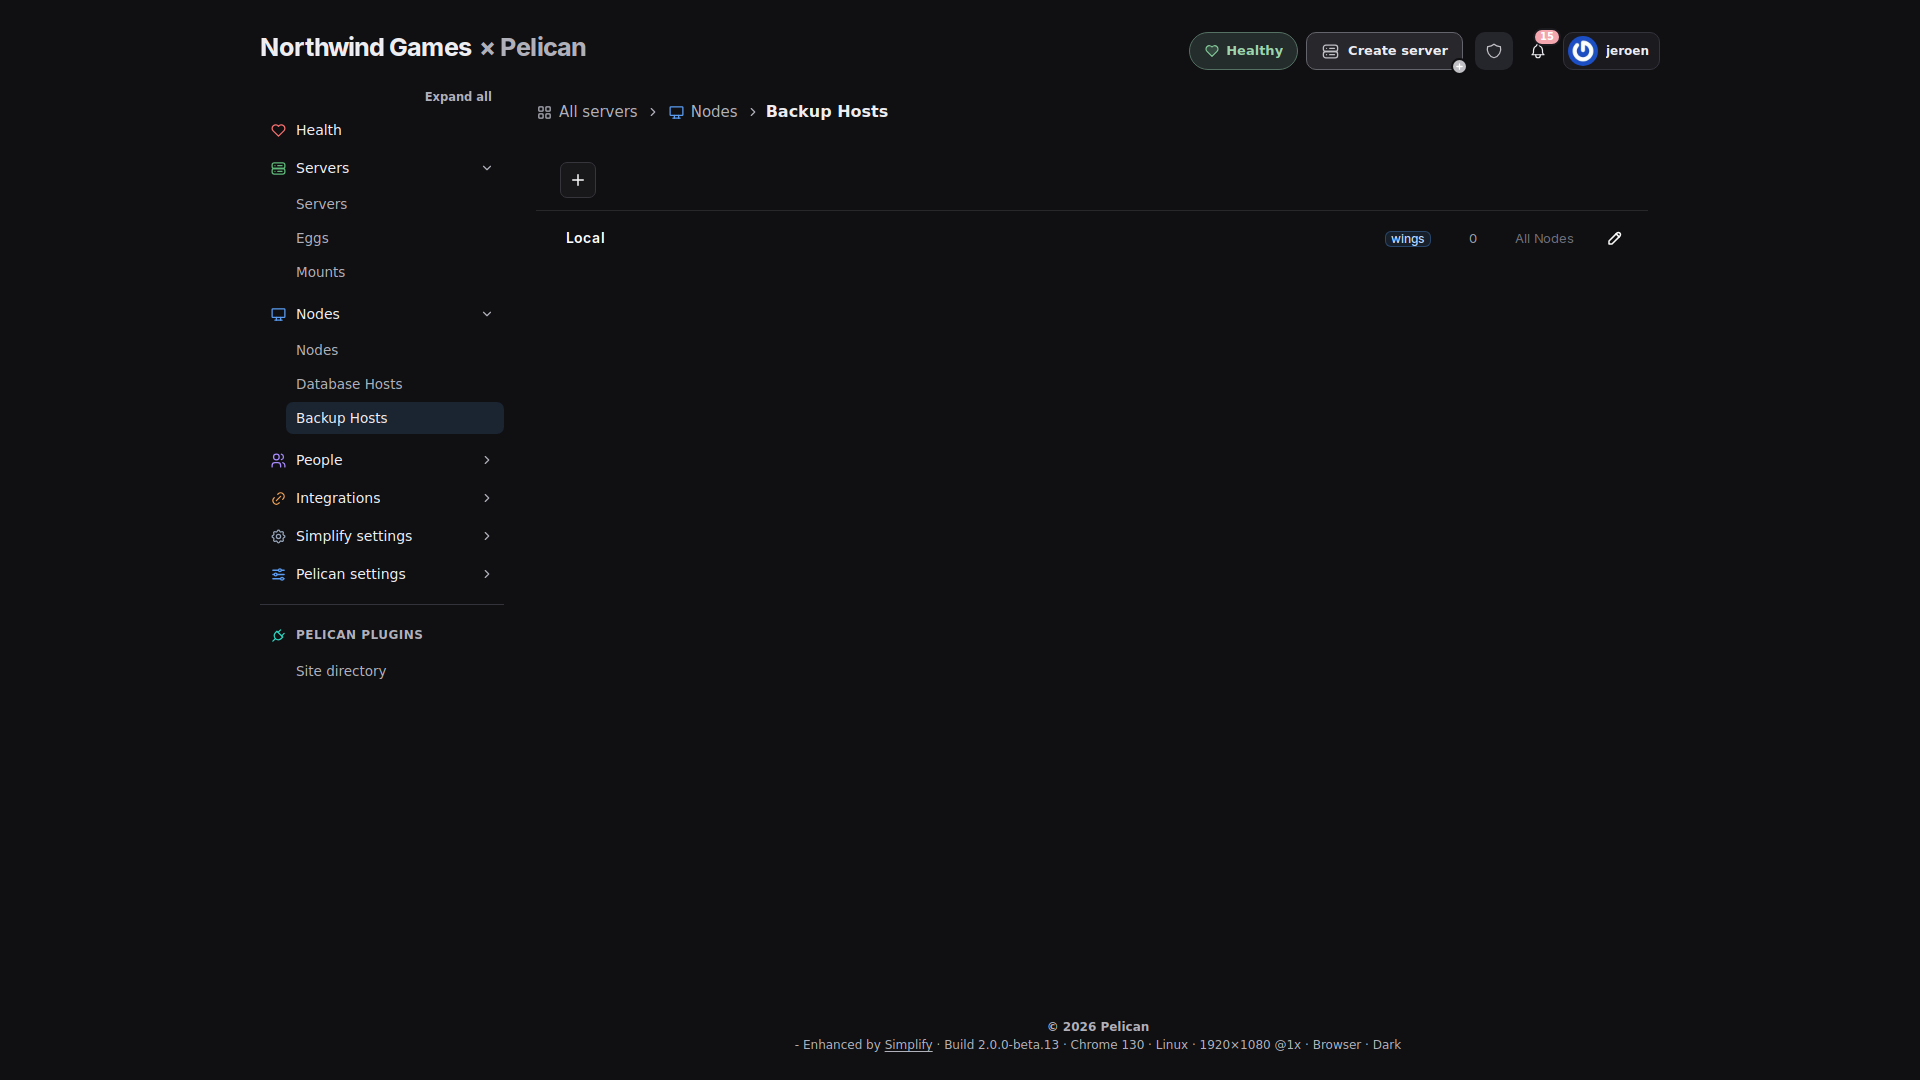 Northwind Games × Pelican
Healthy
Create server
15
jeroen
Expand all
Health
Servers
Servers
Eggs
Mounts
Nodes
Nodes
Database Hosts
Backup Hosts
People
Integrations
Simplify settings
Pelican settings
PELICAN PLUGINS
Site directory
All servers > Nodes > Backup Hosts
Local wings 0 All Nodes
© 2026 Pelican
- Enhanced by Simplify · Build 2.0.0-beta.13 · Chrome 130 · Linux · 1920×1080 @1x · Browser · Dark